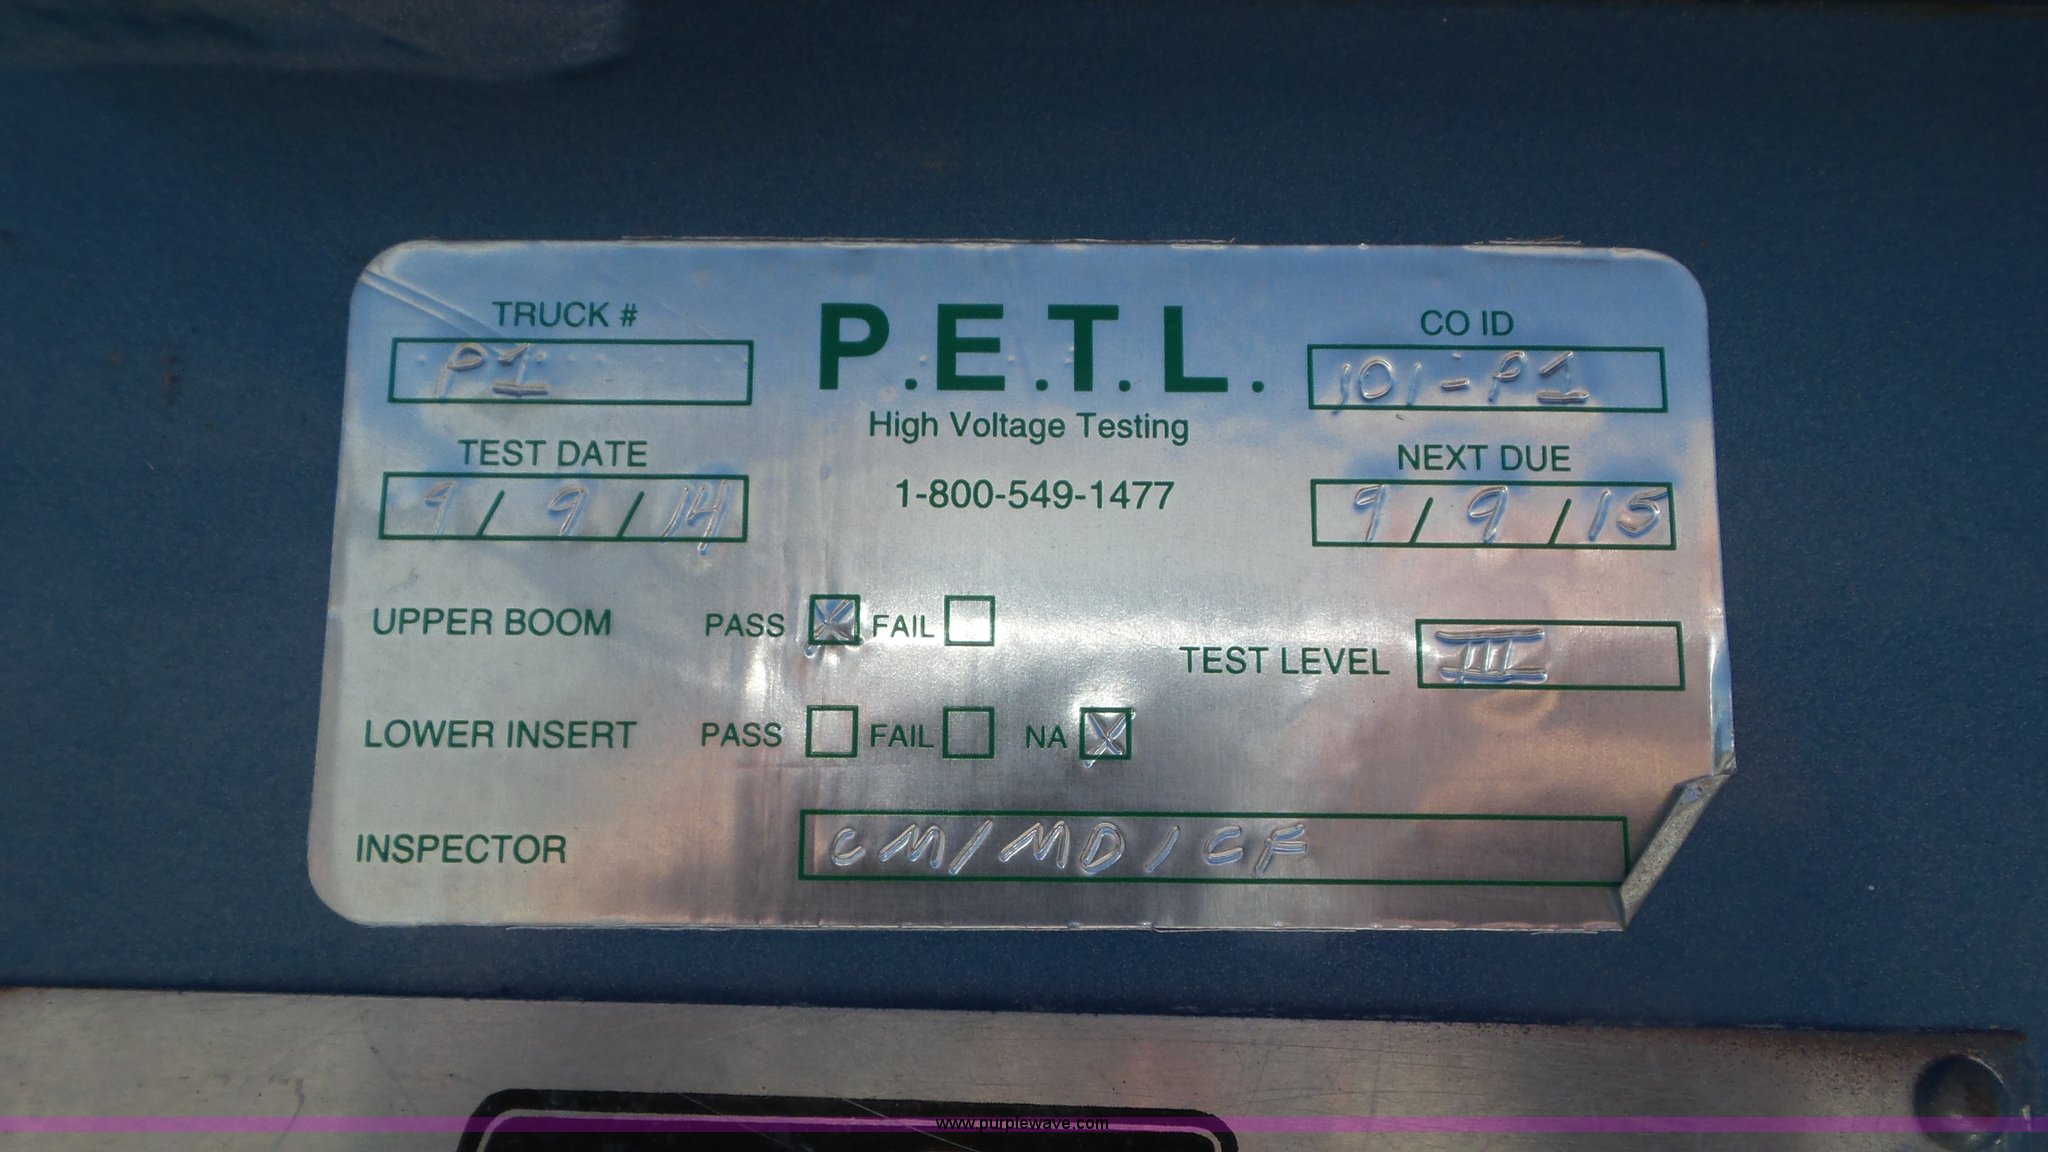 TRUCK # P.E.T.L. CO ID
P1 101-P1
High Voltage Testing
TEST DATE NEXT DUE
9/9/14 1-800-549-1477 9/9/15
UPPER BOOM PASS X FAIL
TEST LEVEL III
LOWER INSERT PASS FAIL NA X
INSPECTOR CM/MD/CF
www.purplewave.com